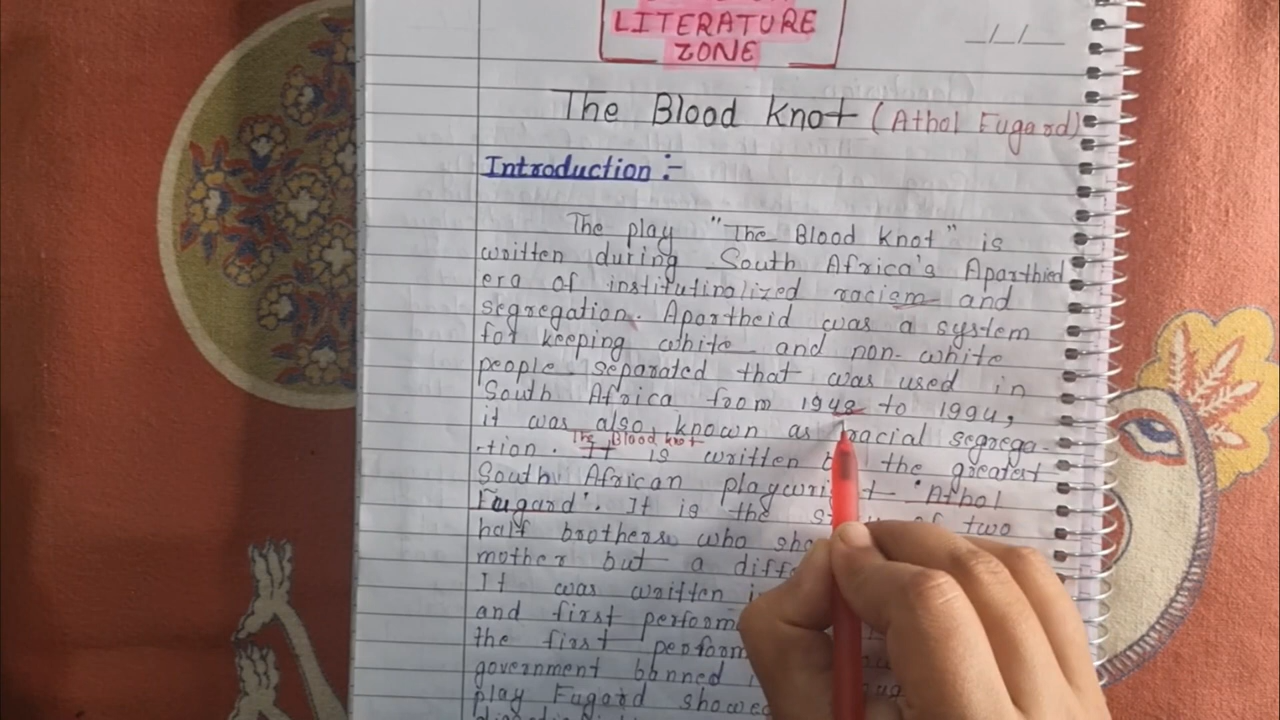 LITERATURE
ZONE
The Blood Knot (Athol Fugard)
Introduction :-
The play "The Blood Knot" is
written during South Africa's Aparthied
era of institutinalized racism and
segregation. Apartheid was a system
for keeping white and non-white
people separated that was used in
South Africa from 1948 to 1994,
it was also known as racial segrega-
-tion. It is written the greatest
The Blood knot
South African playwright 'Athol
Fugard'. It is the of two
half brothers who
mother but a
It was written
and first
the first
government banned
play Fugard showed